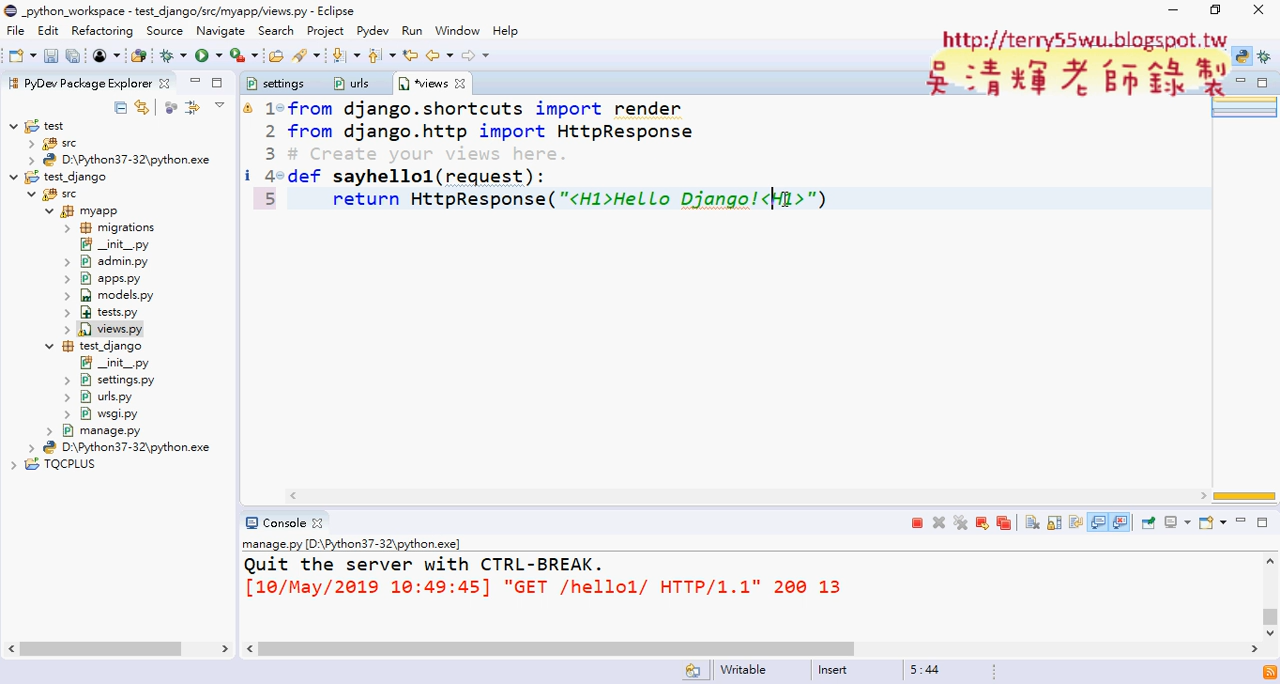 _python_workspace - test_django/src/myapp/views.py - Eclipse
File Edit Refactoring Source Navigate Search Project Pydev Run Window Help
http://terry55wu.blogspot.tw
吳清輝老師錄製
PyDev Package Explorer
settings urls *views
test
src
D:\Python37-32\python.exe
test_django
src
myapp
migrations
__init__.py
admin.py
apps.py
models.py
tests.py
views.py
test_django
__init__.py
settings.py
urls.py
wsgi.py
manage.py
D:\Python37-32\python.exe
TQCPLUS
1 from django.shortcuts import render
2 from django.http import HttpResponse
3 # Create your views here.
4 def sayhello1(request):
5 return HttpResponse("<H1>Hello Django!<H1>")
Console
manage.py [D:\Python37-32\python.exe]
Quit the server with CTRL-BREAK.
[10/May/2019 10:49:45] "GET /hello1/ HTTP/1.1" 200 13
Writable Insert 5 : 44